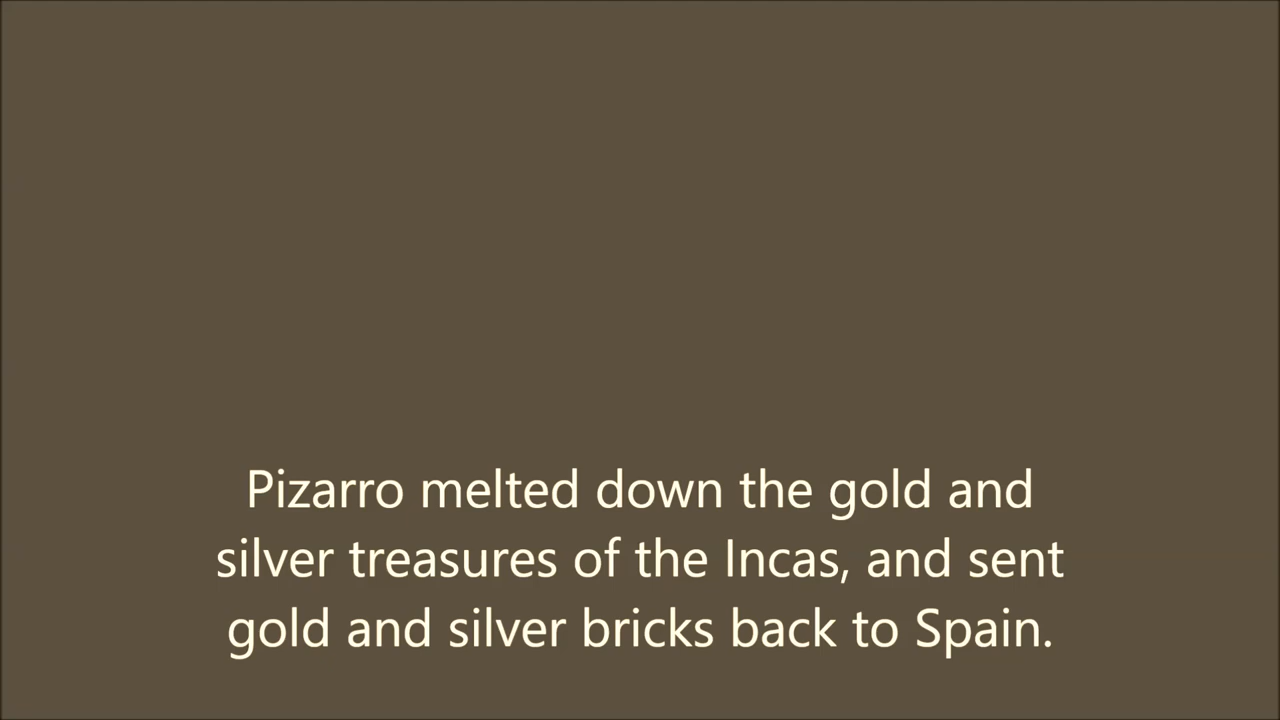 Pizarro melted down the gold and
silver treasures of the Incas, and sent
gold and silver bricks back to Spain.